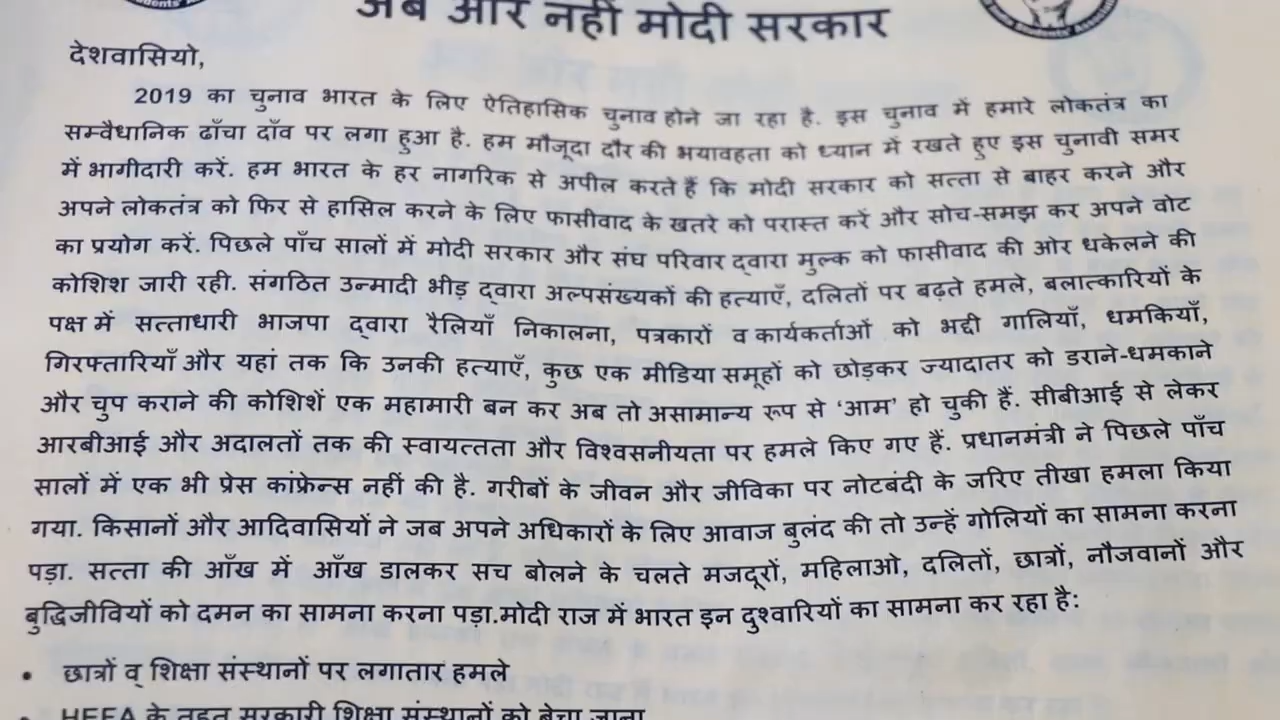 अब और नहीं मोदी सरकार
देशवासियो,
2019 का चुनाव भारत के लिए ऐतिहासिक चुनाव होने जा रहा है. इस चुनाव में हमारे लोकतंत्र का
सम्वैधानिक ढाँचा दाँव पर लगा हुआ है. हम मौजूदा दौर की भयावहता को ध्यान में रखते हुए इस चुनावी समर
में भागीदारी करें. हम भारत के हर नागरिक से अपील करते हैं कि मोदी सरकार को सत्ता से बाहर करने और
अपने लोकतंत्र को फिर से हासिल करने के लिए फासीवाद के खतरे को परास्त करें और सोच-समझ कर अपने वोट
का प्रयोग करें. पिछले पाँच सालों में मोदी सरकार और संघ परिवार द्वारा मुल्क को फासीवाद की ओर धकेलने की
कोशिश जारी रही. संगठित उन्मादी भीड़ द्वारा अल्पसंख्यकों की हत्याएँ, दलितों पर बढ़ते हमले, बलात्कारियों के
पक्ष में सत्ताधारी भाजपा द्वारा रैलियाँ निकालना, पत्रकारों व कार्यकर्ताओं को भद्दी गालियाँ, धमकियाँ,
गिरफ्तारियाँ और यहां तक कि उनकी हत्याएँ, कुछ एक मीडिया समूहों को छोड़कर ज्यादातर को डराने-धमकाने
और चुप कराने की कोशिशें एक महामारी बन कर अब तो असामान्य रूप से ‘आम’ हो चुकी हैं. सीबीआई से लेकर
आरबीआई और अदालतों तक की स्वायत्तता और विश्वसनीयता पर हमले किए गए हैं. प्रधानमंत्री ने पिछले पाँच
सालों में एक भी प्रेस कांफ्रेन्स नहीं की है. गरीबों के जीवन और जीविका पर नोटबंदी के जरिए तीखा हमला किया
गया. किसानों और आदिवासियों ने जब अपने अधिकारों के लिए आवाज बुलंद की तो उन्हें गोलियों का सामना करना
पड़ा. सत्ता की आँख में आँख डालकर सच बोलने के चलते मजदूरों, महिलाओ, दलितों, छात्रों, नौजवानों और
बुद्धिजीवियों को दमन का सामना करना पड़ा.मोदी राज में भारत इन दुश्वारियों का सामना कर रहा है:
• छात्रों व् शिक्षा संस्थानों पर लगातार हमले
• HEFA के तहत सरकारी शिक्षा संस्थानों को बेचा जाना